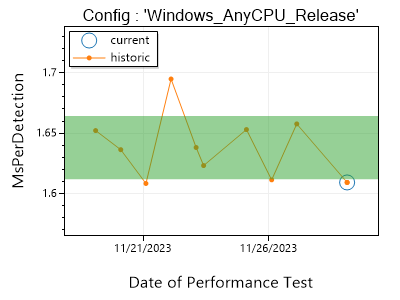 Config : 'Windows_AnyCPU_Release'
current
historic
1.7
1.65
1.6
MsPerDetection
11/21/2023
11/26/2023
Date of Performance Test